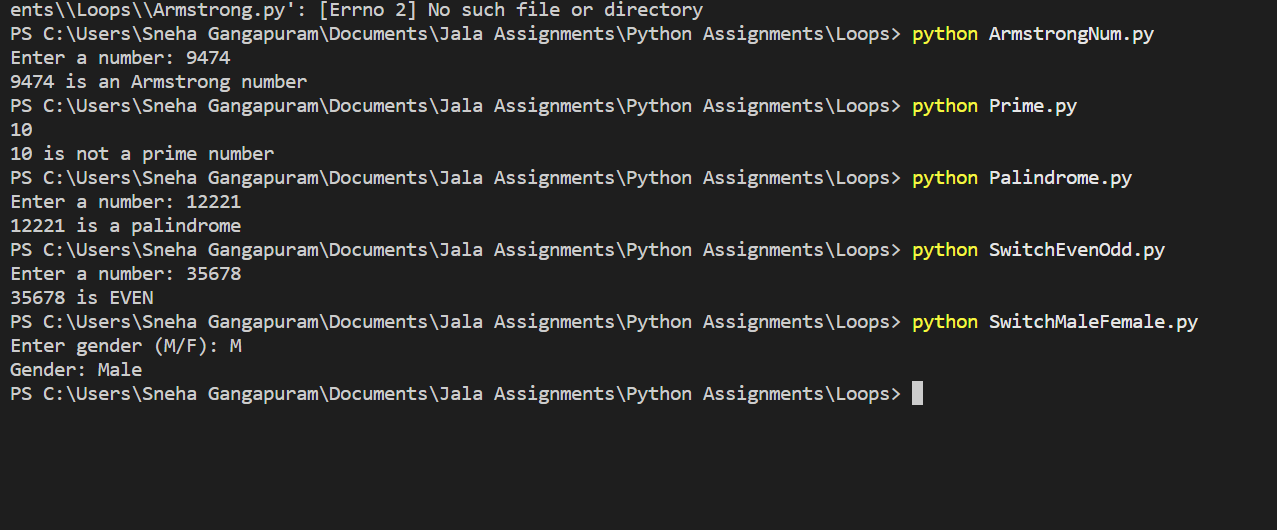 ents\\Loops\\Armstrong.py': [Errno 2] No such file or directory
PS C:\Users\Sneha Gangapuram\Documents\Jala Assignments\Python Assignments\Loops> python ArmstrongNum.py
Enter a number: 9474
9474 is an Armstrong number
PS C:\Users\Sneha Gangapuram\Documents\Jala Assignments\Python Assignments\Loops> python Prime.py
10
10 is not a prime number
PS C:\Users\Sneha Gangapuram\Documents\Jala Assignments\Python Assignments\Loops> python Palindrome.py
Enter a number: 12221
12221 is a palindrome
PS C:\Users\Sneha Gangapuram\Documents\Jala Assignments\Python Assignments\Loops> python SwitchEvenOdd.py
Enter a number: 35678
35678 is EVEN
PS C:\Users\Sneha Gangapuram\Documents\Jala Assignments\Python Assignments\Loops> python SwitchMaleFemale.py
Enter gender (M/F): M
Gender: Male
PS C:\Users\Sneha Gangapuram\Documents\Jala Assignments\Python Assignments\Loops>